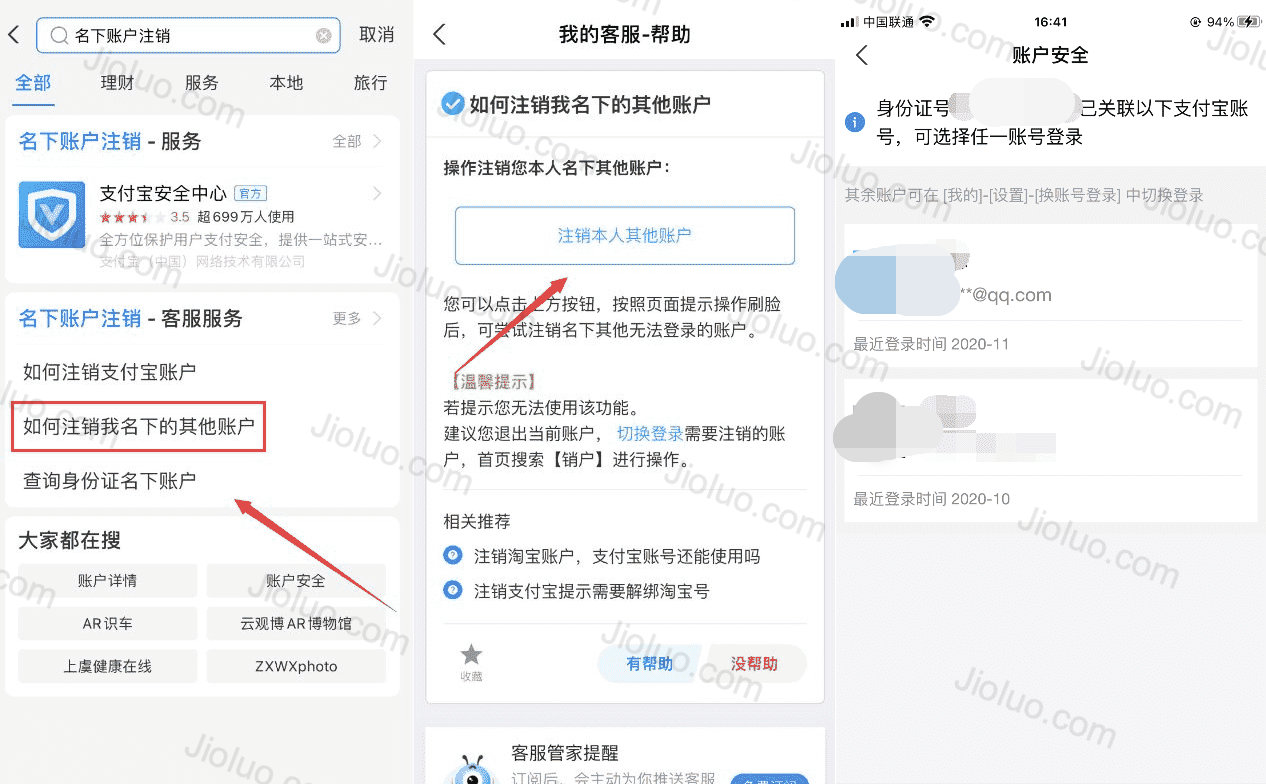 名下账户注销
取消
全部
理财
服务
本地
旅行
名下账户注销 - 服务
全部
支付宝安全中心
官方
3.5 超699万人使用
全方位保护用户支付安全，提供一站式安...
支付宝（中国）网络技术有限公司
名下账户注销 - 客服服务
更多
如何注销支付宝账户
如何注销我名下的其他账户
查询身份证名下账户
大家都在搜
账户详情
账户安全
AR识车
云观博AR博物馆
上虞健康在线
ZXWXphoto
我的客服-帮助
如何注销我名下的其他账户
操作注销您本人名下其他账户：
注销本人其他账户
您可以点击上方按钮，按照页面提示操作刷脸
后，可尝试注销名下其他无法登录的账户。
【温馨提示】
若提示您无法使用该功能。
建议您退出当前账户， 切换登录需要注销的账
户，首页搜索【销户】进行操作。
相关推荐
注销淘宝账户，支付宝账号还能使用吗
注销支付宝提示需要解绑淘宝号
收藏
有帮助
没帮助
客服管家提醒
订阅后，会主动为你推送客服
免费订阅
中国联通
16:41
94%
账户安全
身份证号 已关联以下支付宝账
号，可选择任一账号登录
其余账户可在 [我的]-[设置]-[换账号登录] 中切换登录
**@qq.com
最近登录时间 2020-11
最近登录时间 2020-10
Jioluo.com